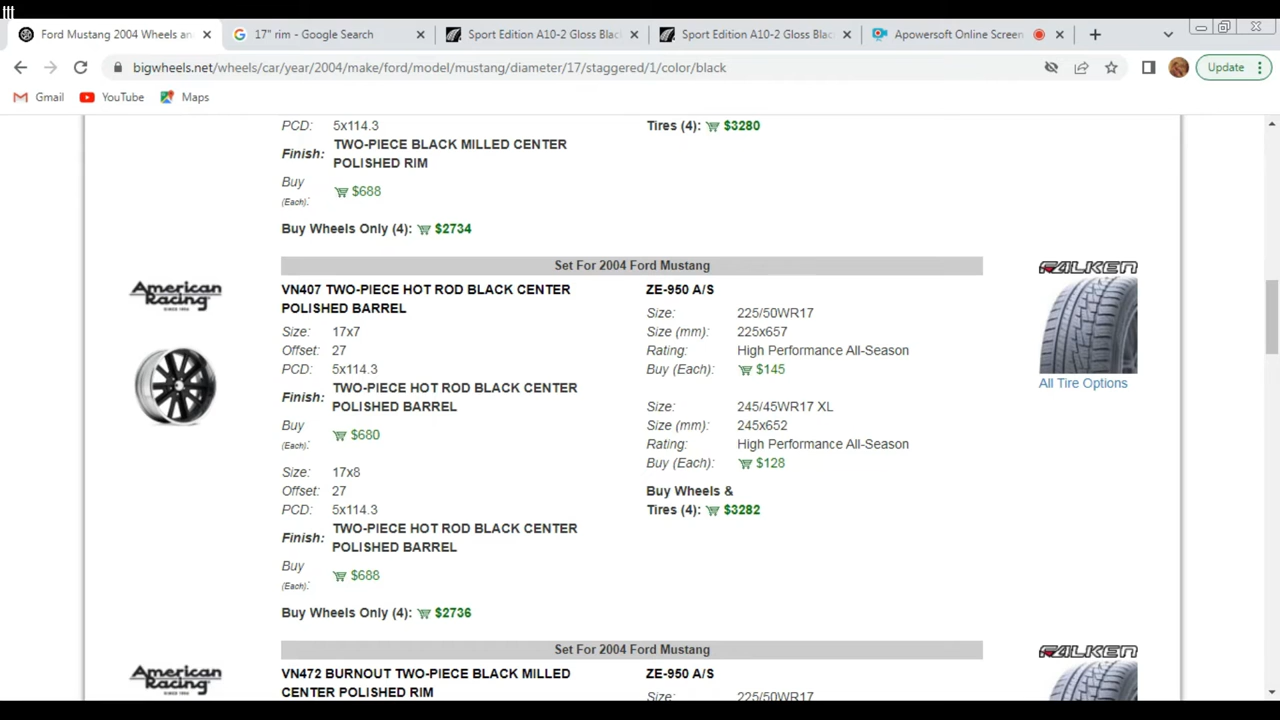 ttt
Ford Mustang 2004 Wheels an
17" rim - Google Search
Sport Edition A10-2 Gloss Blac
Sport Edition A10-2 Gloss Blac
Apowersoft Online Screen
bigwheels.net/wheels/car/year/2004/make/ford/model/mustang/diameter/17/staggered/1/color/black
Update
Gmail YouTube Maps
PCD: 5x114.3
Finish: TWO-PIECE BLACK MILLED CENTER
POLISHED RIM
Buy
(Each): $688
Buy Wheels Only (4): $2734
Tires (4): $3280
Set For 2004 Ford Mustang
American
Racing
SINCE 1956
VN407 TWO-PIECE HOT ROD BLACK CENTER
POLISHED BARREL
Size: 17x7
Offset: 27
PCD: 5x114.3
Finish: TWO-PIECE HOT ROD BLACK CENTER
POLISHED BARREL
Buy
(Each): $680
Size: 17x8
Offset: 27
PCD: 5x114.3
Finish: TWO-PIECE HOT ROD BLACK CENTER
POLISHED BARREL
Buy
(Each): $688
Buy Wheels Only (4): $2736
ZE-950 A/S
Size: 225/50WR17
Size (mm): 225x657
Rating: High Performance All-Season
Buy (Each): $145
Size: 245/45WR17 XL
Size (mm): 245x652
Rating: High Performance All-Season
Buy (Each): $128
Buy Wheels &
Tires (4): $3282
FALKEN
All Tire Options
Set For 2004 Ford Mustang
American
Racing
VN472 BURNOUT TWO-PIECE BLACK MILLED
CENTER POLISHED RIM
ZE-950 A/S
Size: 225/50WR17
FALKEN